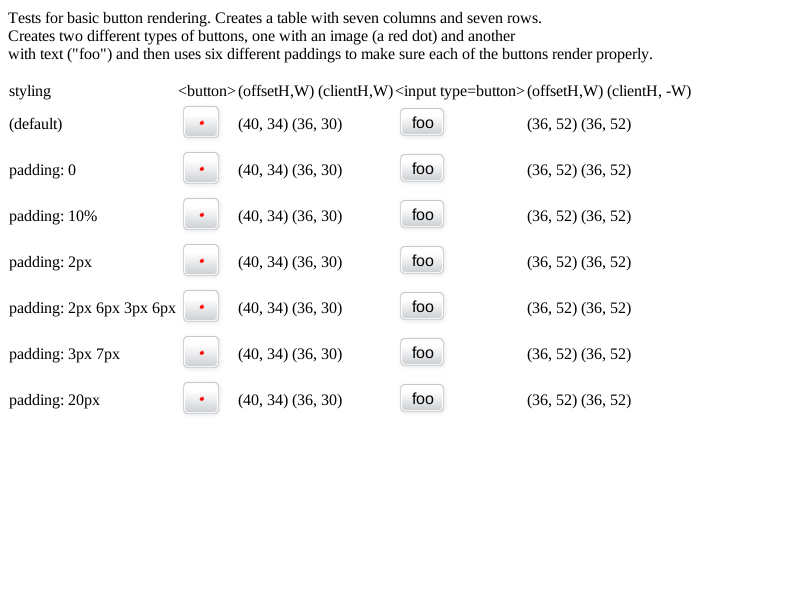 Tests for basic button rendering. Creates a table with seven columns and seven rows.
Creates two different types of buttons, one with an image (a red dot) and another
with text ("foo") and then uses six different paddings to make sure each of the buttons render properly.
styling <button> (offsetH,W) (clientH,W) <input type=button> (offsetH,W) (clientH, -W)
(default) (40, 34) (36, 30) foo (36, 52) (36, 52)
padding: 0 (40, 34) (36, 30) foo (36, 52) (36, 52)
padding: 10% (40, 34) (36, 30) foo (36, 52) (36, 52)
padding: 2px (40, 34) (36, 30) foo (36, 52) (36, 52)
padding: 2px 6px 3px 6px (40, 34) (36, 30) foo (36, 52) (36, 52)
padding: 3px 7px (40, 34) (36, 30) foo (36, 52) (36, 52)
padding: 20px (40, 34) (36, 30) foo (36, 52) (36, 52)